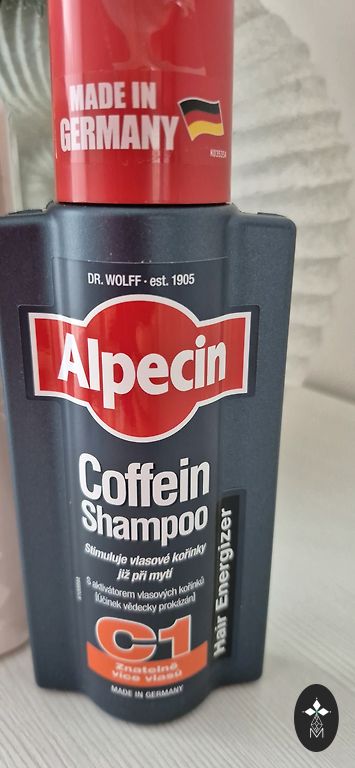 MADE IN
GERMANY
K035254
DR. WOLFF · est. 1905
Alpecin
Coffein
Shampoo
Stimuluje vlasové kořínky
již při mytí
S aktivátorem vlasových kořínků
(Účinek vědecky prokázán)
C1
Znatelně
více vlasů
MADE IN GERMANY
Hair Energizer
M